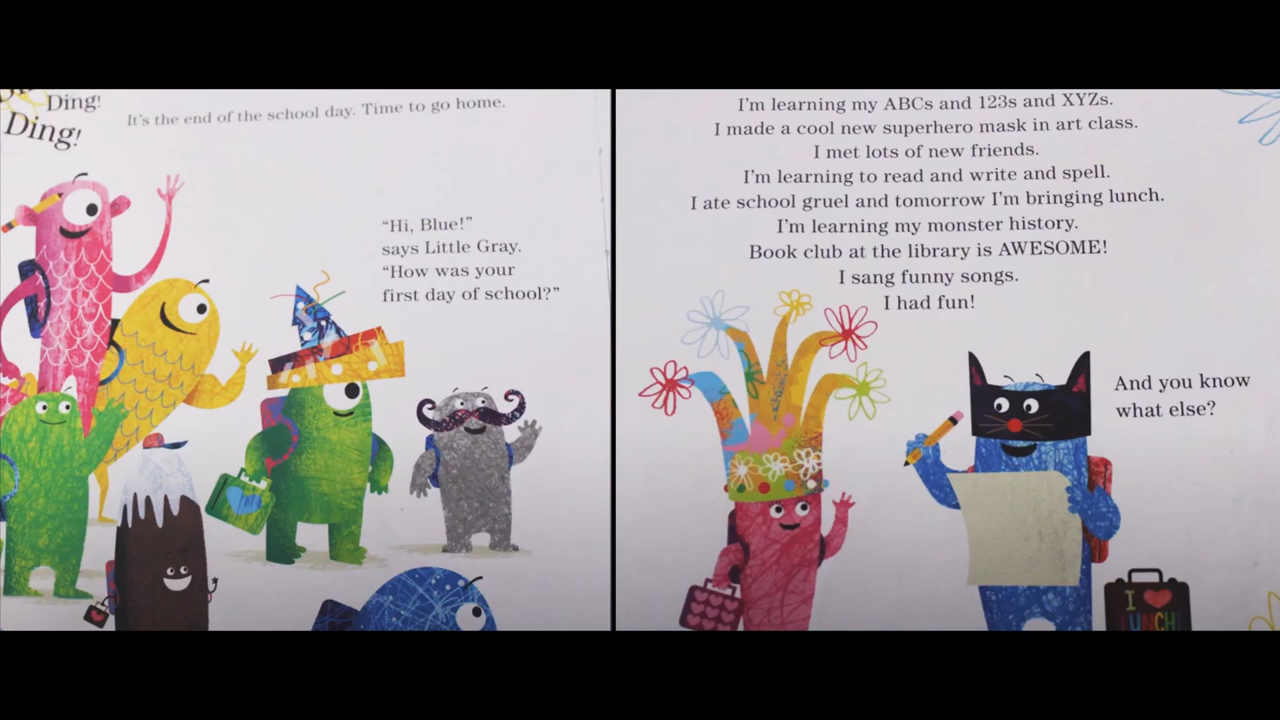 Ding!
Ding!
It's the end of the school day. Time to go home.
“Hi, Blue!”
says Little Gray.
“How was your
first day of school?”
I'm learning my ABCs and 123s and XYZs.
I made a cool new superhero mask in art class.
I met lots of new friends.
I'm learning to read and write and spell.
I ate school gruel and tomorrow I'm bringing lunch.
I'm learning my monster history.
Book club at the library is AWESOME!
I sang funny songs.
I had fun!
And you know
what else?
I
LUNCH!